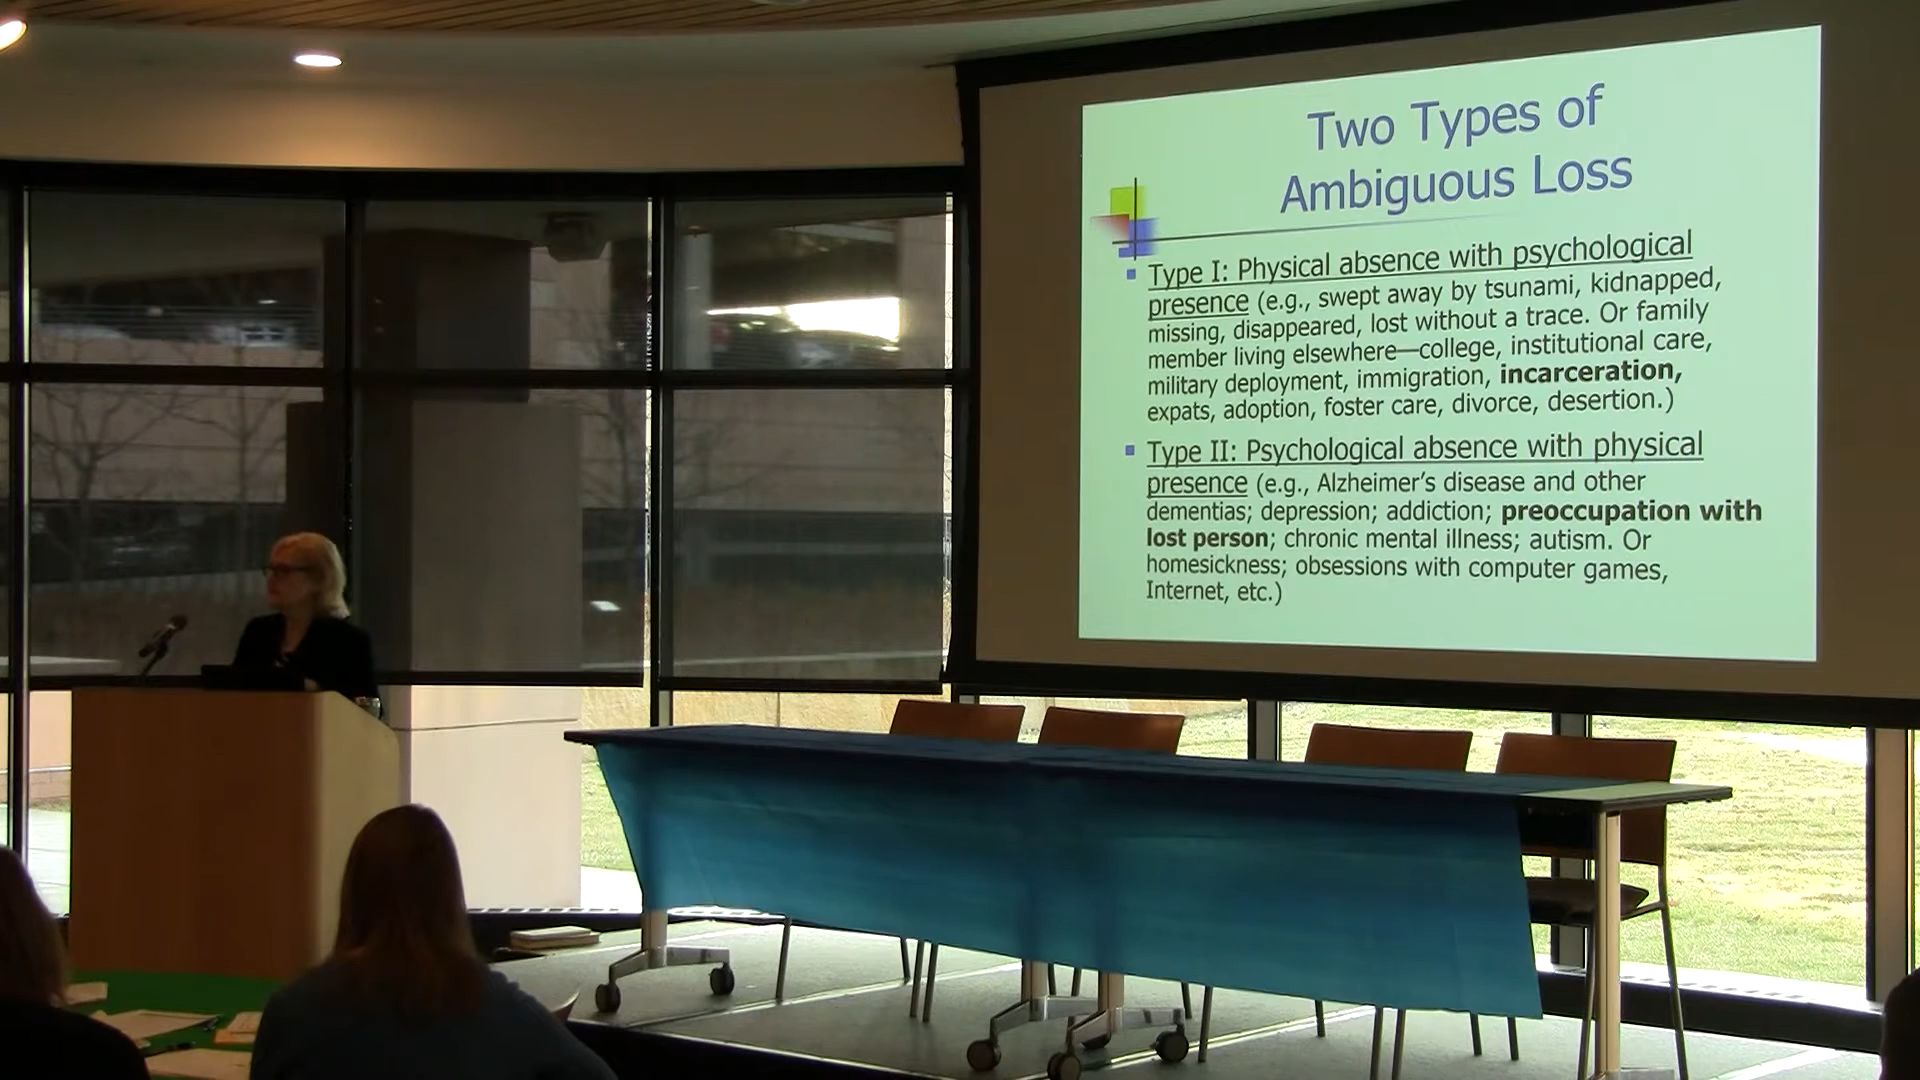 Two Types of
Ambiguous Loss
Type I: Physical absence with psychological
presence (e.g., swept away by tsunami, kidnapped,
missing, disappeared, lost without a trace. Or family
member living elsewhere—college, institutional care,
military deployment, immigration, incarceration,
expats, adoption, foster care, divorce, desertion.)
Type II: Psychological absence with physical
presence (e.g., Alzheimer's disease and other
dementias; depression; addiction; preoccupation with
lost person; chronic mental illness; autism. Or
homesickness; obsessions with computer games,
Internet, etc.)